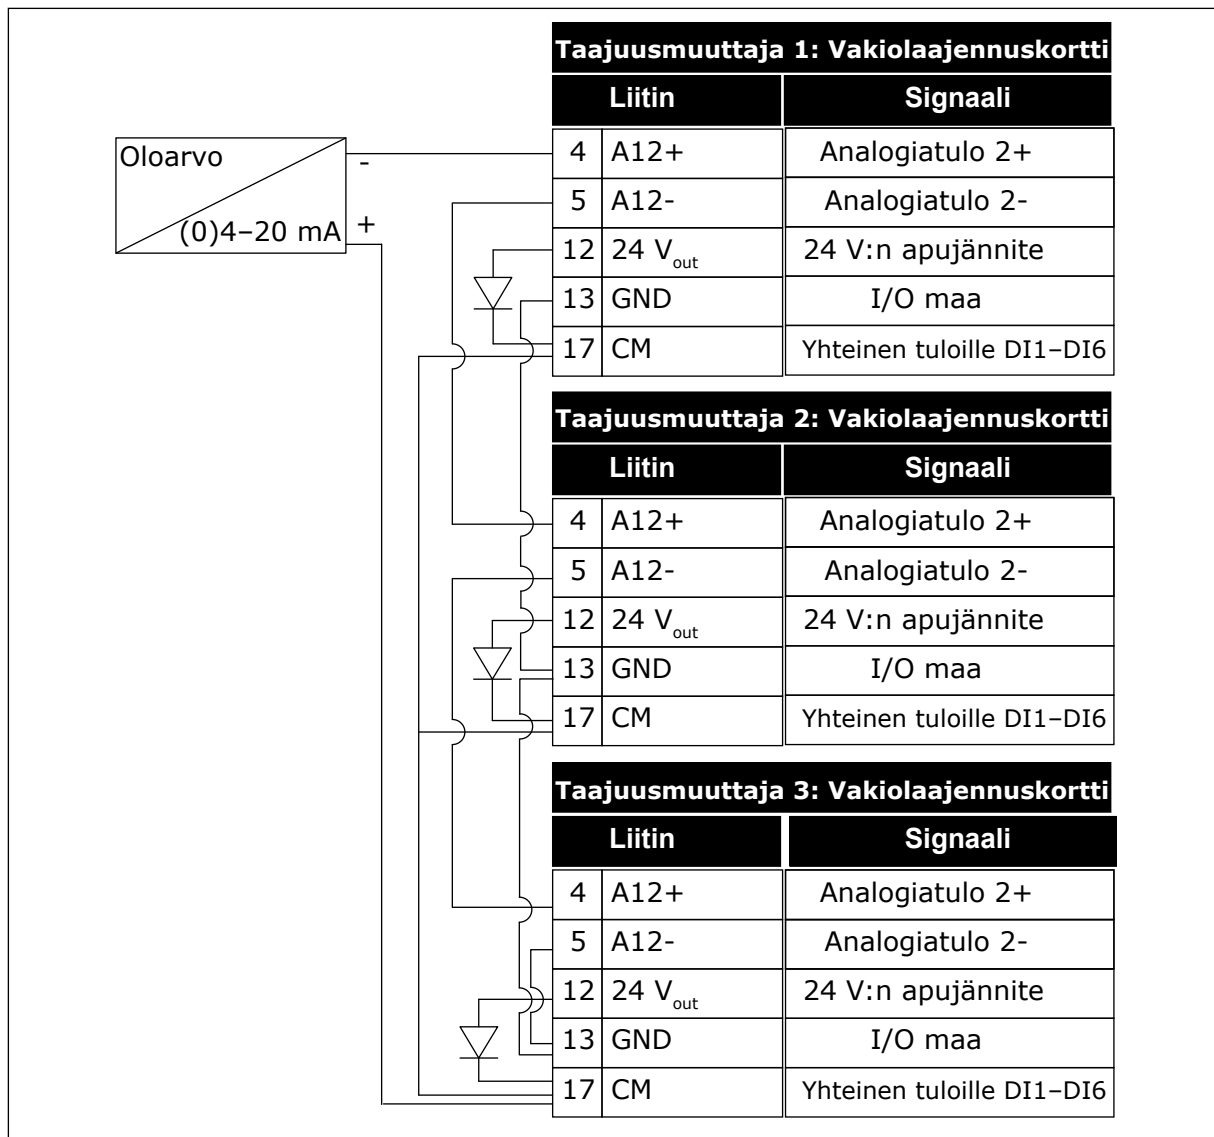 Taajuusmuuttaja 1: Vakiolaajennuskortti
Liitin Signaali
Oloarvo
-
(0)4–20 mA
+
4 A12+ Analogiatulo 2+
5 A12- Analogiatulo 2-
12 24 Vout 24 V:n apujännite
13 GND I/O maa
17 CM Yhteinen tuloille DI1–DI6
Taajuusmuuttaja 2: Vakiolaajennuskortti
Liitin Signaali
4 A12+ Analogiatulo 2+
5 A12- Analogiatulo 2-
12 24 Vout 24 V:n apujännite
13 GND I/O maa
17 CM Yhteinen tuloille DI1–DI6
Taajuusmuuttaja 3: Vakiolaajennuskortti
Liitin Signaali
4 A12+ Analogiatulo 2+
5 A12- Analogiatulo 2-
12 24 Vout 24 V:n apujännite
13 GND I/O maa
17 CM Yhteinen tuloille DI1–DI6